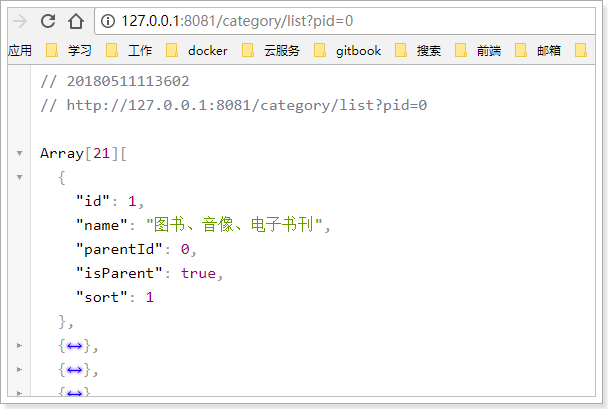 127.0.0.1:8081/category/list?pid=0
应用 学习 工作 docker 云服务 gitbook 搜索 前端 邮箱
// 20180511113602
// http://127.0.0.1:8081/category/list?pid=0
Array[21][
{
"id": 1,
"name": "图书、音像、电子书刊",
"parentId": 0,
"isParent": true,
"sort": 1
},
{↔},
{↔},
{↔},